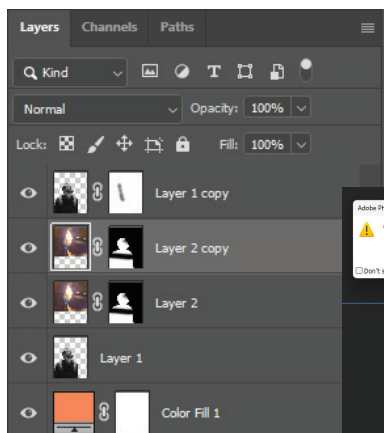 Layers Channels Paths
Kind
Normal Opacity: 100%
Lock: Fill: 100%
Layer 1 copy
Adobe Ph
Layer 2 copy
Don't s
Layer 2
Layer 1
Color Fill 1